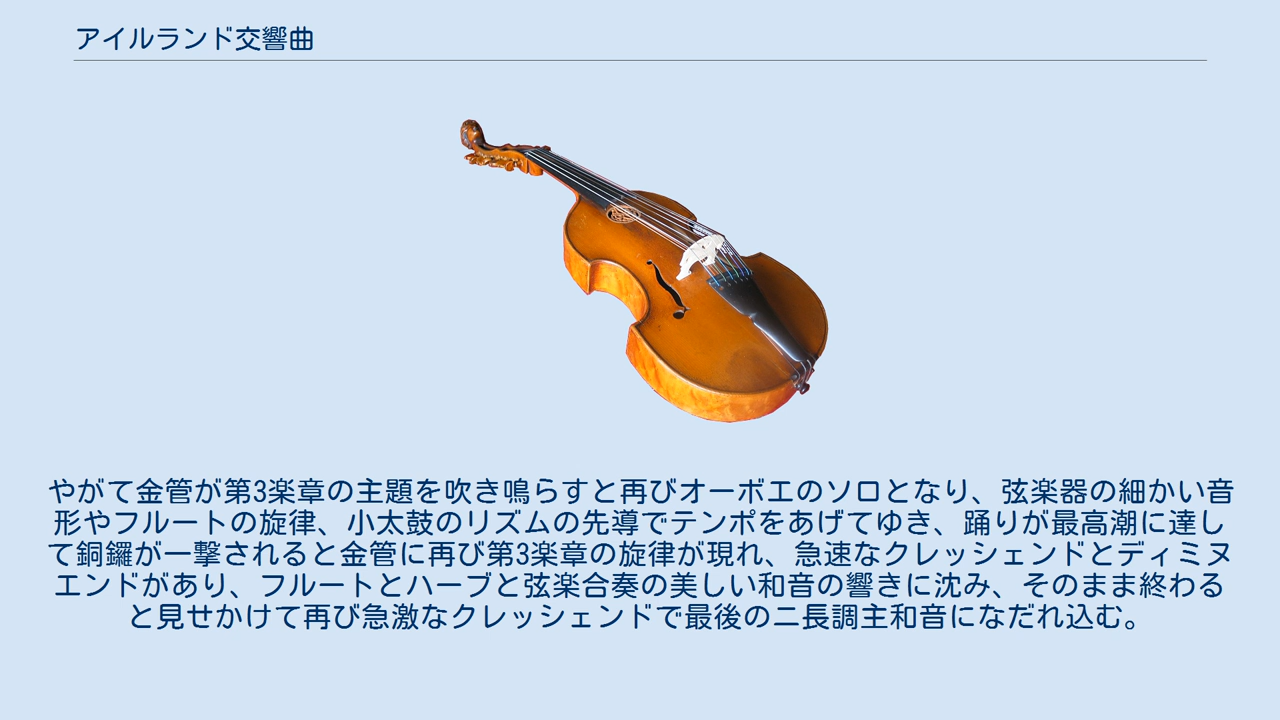 アイルランド交響曲
やがて金管が第3楽章の主題を吹き鳴らすと再びオーボエのソロとなり、弦楽器の細かい音
形やフルートの旋律、小太鼓のリズムの先導でテンポをあげてゆき、踊りが最高潮に達し
て銅鑼が一撃されると金管に再び第3楽章の旋律が現れ、急速なクレッシェンドとディミヌ
エンドがあり、フルートとハーブと弦楽合奏の美しい和音の響きに沈み、そのまま終わる
と見せかけて再び急激なクレッシェンドで最後のニ長調主和音になだれ込む。